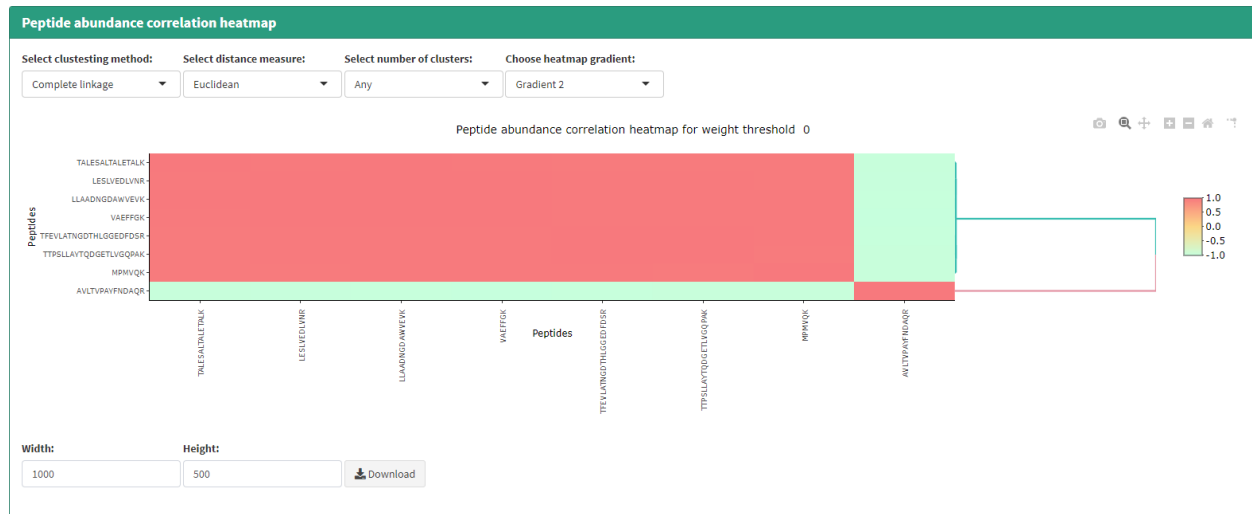 Peptide abundance correlation heatmap
Select clustesting method: Select distance measure: Select number of clusters: Choose heatmap gradient:
Complete linkage Euclidean Any Gradient 2
Peptide abundance correlation heatmap for weight threshold 0
Peptides
TALESALTALETALK
LESLVEDLVNR
LLAADNGDAWVEVK
VAEFFGK
TFEVLATNGDTHLGGEDFDSR
TTPSLLAYTQDGETLVGQPAK
MPMVQK
AVLTVPAYFNDAQR
1.0
0.5
0.0
-0.5
-1.0
TALESALTALETALK
LESLVEDLVNR
LLAADNGDAWVEVK
VAEFFGK
TFEVLATNGDTHLGGEDFDSR
TTPSLLAYTQDGETLVGQPAK
MPMVQK
AVLTVPAYFNDAQR
Peptides
Width: Height:
1000 500 Download